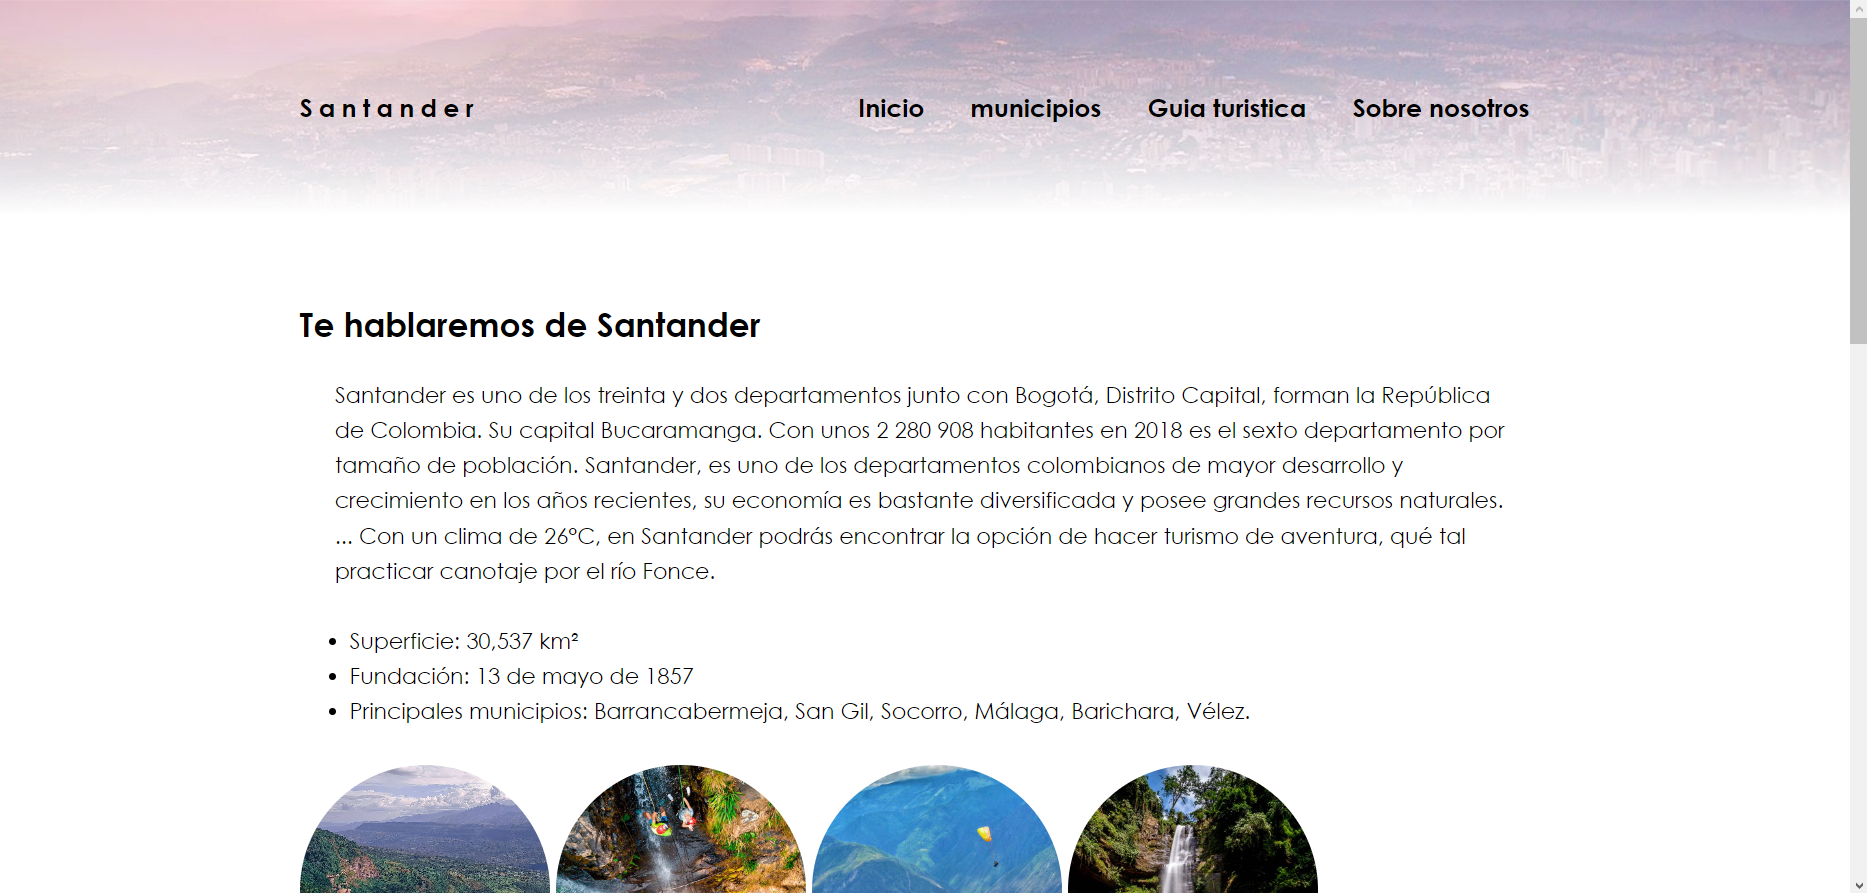 Santander
Inicio municipios Guia turistica Sobre nosotros
Te hablaremos de Santander
Santander es uno de los treinta y dos departamentos junto con Bogotá, Distrito Capital, forman la República
de Colombia. Su capital Bucaramanga. Con unos 2 280 908 habitantes en 2018 es el sexto departamento por
tamaño de población. Santander, es uno de los departamentos colombianos de mayor desarrollo y
crecimiento en los años recientes, su economía es bastante diversificada y posee grandes recursos naturales.
... Con un clima de 26°C, en Santander podrás encontrar la opción de hacer turismo de aventura, qué tal
practicar canotaje por el río Fonce.
• Superficie: 30,537 km²
• Fundación: 13 de mayo de 1857
• Principales municipios: Barrancabermeja, San Gil, Socorro, Málaga, Barichara, Vélez.